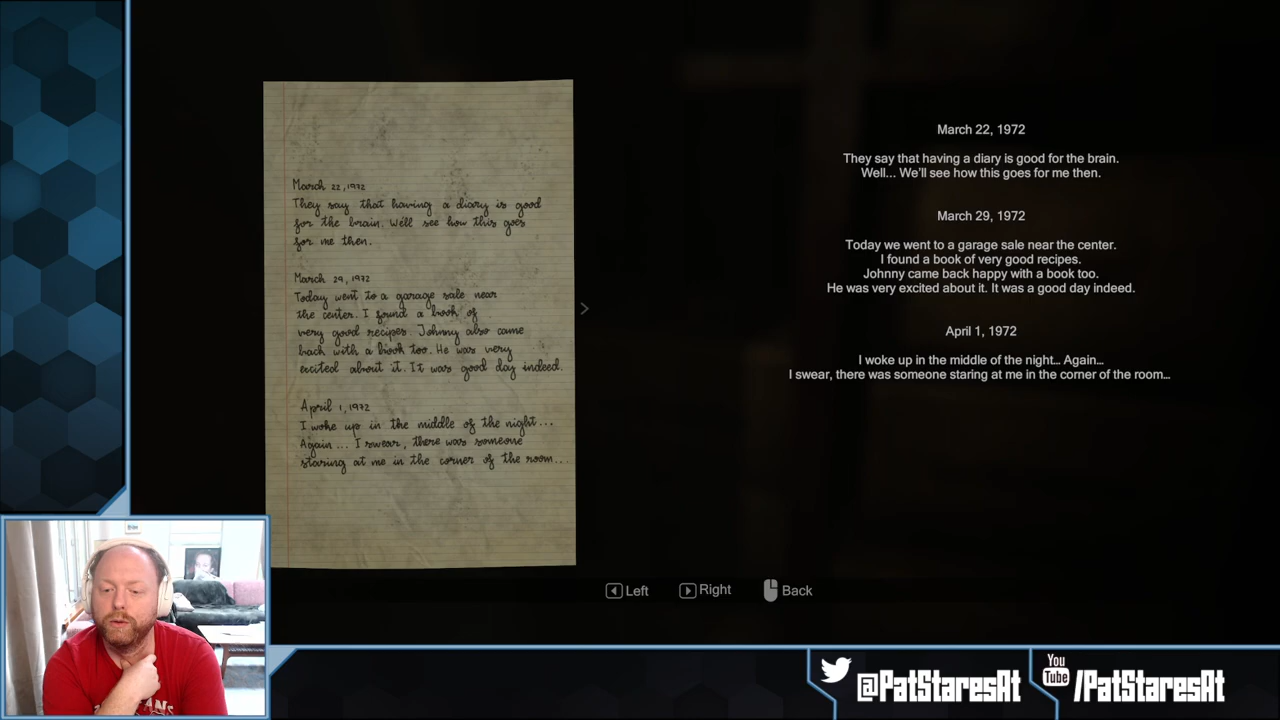 March 22, 1972
They say that having a diary is good
for the brain. We'll see how this goes
for me then.
March 29, 1972
Today went to a garage sale near
the center. I found a book of
very good recipes. Johnny also came
back with a book too. He was very
excited about it. It was good day indeed.
April 1, 1972
I woke up in the middle of the night...
Again... I swear, there was someone
staring at me in the corner of the room...
March 22, 1972
They say that having a diary is good for the brain.
Well... We'll see how this goes for me then.
March 29, 1972
Today we went to a garage sale near the center.
I found a book of very good recipes.
Johnny came back happy with a book too.
He was very excited about it. It was a good day indeed.
April 1, 1972
I woke up in the middle of the night... Again...
I swear, there was someone staring at me in the corner of the room...
Left
Right
Back
@PatStaresAt
You
Tube
/PatStaresAt